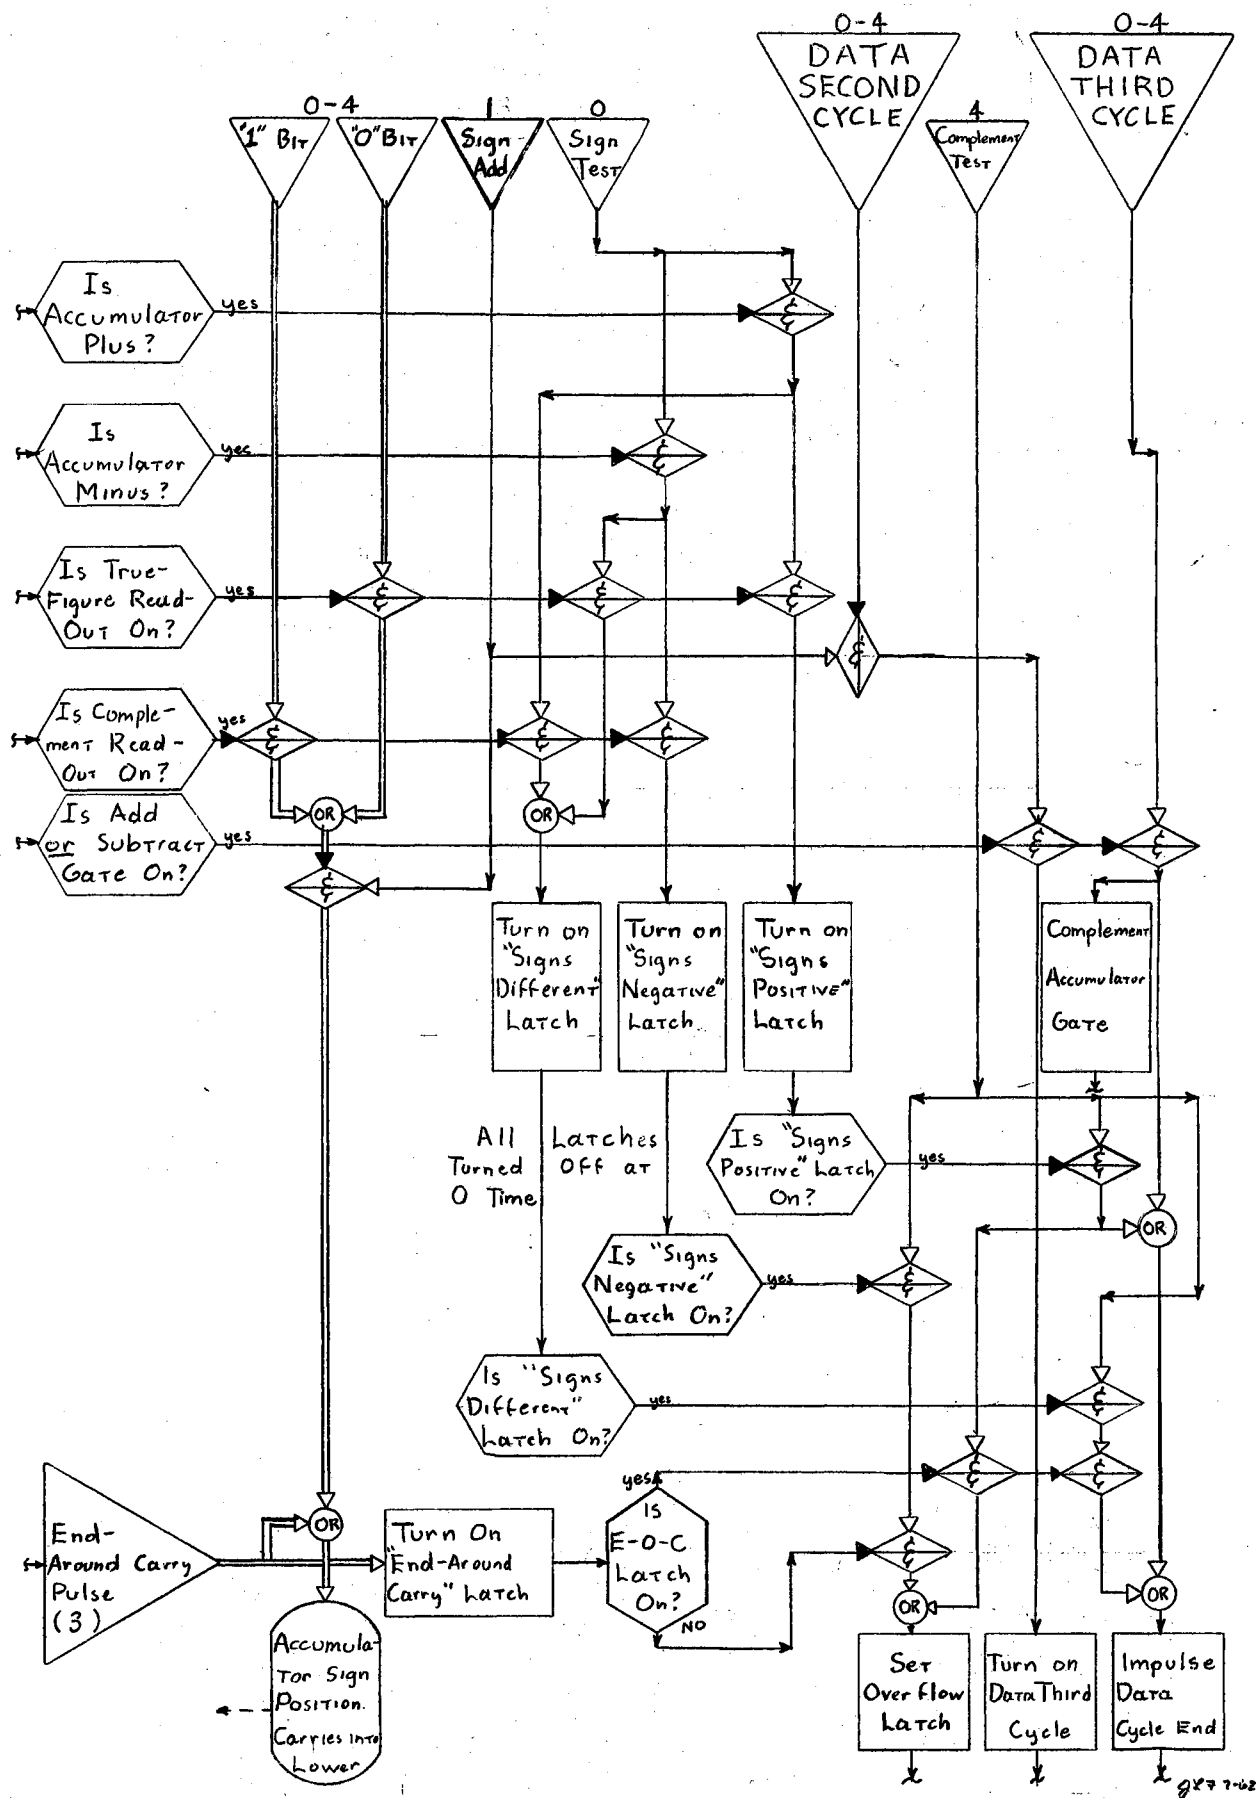 0-4
0-4
DATA
SECOND
CYCLE
DATA
THIRD
CYCLE
0-4
1
0
4
"1" BIT
"0" BIT
Sign
Add
Sign
TEST
Complement
TEST
Is
Accumulator
Plus?
yes
&
Is
Accumulator
Minus?
yes
&
Is True-
Figure Read-
Out On?
yes
&
&
&
&
Is Comple-
ment Read-
Out On?
yes
&
&
&
OR
OR
Is Add
or Subtract
Gate On?
yes
&
&
&
Turn on
"Signs
Different"
Latch
Turn on
"Signs
Negative"
Latch
Turn on
"Signs
Positive"
Latch
Complement
Accumulator
Gate
All Latches
Turned Off at
0 Time
Is "Signs
Positive" Latch
On?
yes
&
OR
Is "Signs
Negative"
Latch On?
yes
&
Is "Signs
Different"
Latch On?
yes
&
&
&
End-
Around Carry
Pulse
(3)
OR
Turn On
"End-Around
Carry" Latch
yes
Is
E-O-C
Latch
On?
NO
&
OR
OR
Accumula-
tor Sign
Position.
Carries into
Lower
Set
Overflow
Latch
Turn on
Data Third
Cycle
Impulse
Data
Cycle End